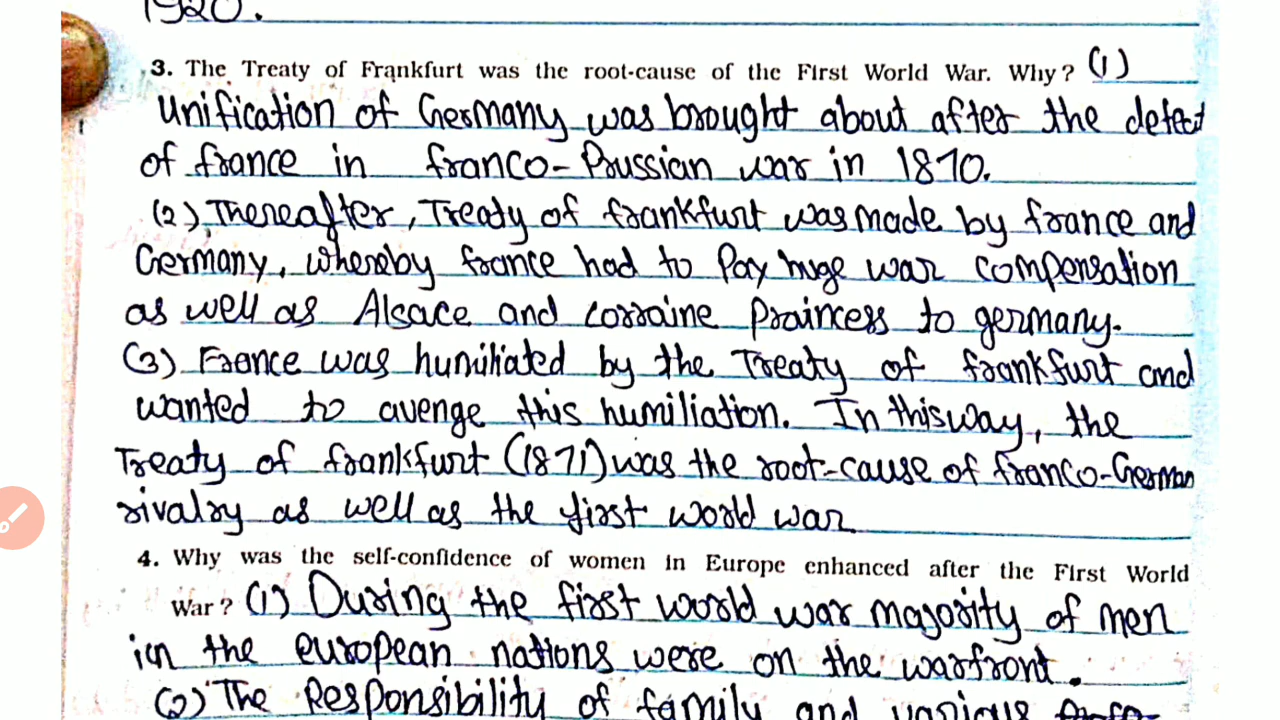 1920.
3. The Treaty of Frankfurt was the root-cause of the First World War. Why? (1)
Unification of Germany was brought about after the defeat
of france in franco-Prussian war in 1870.
(2) Thereafter, Treaty of frankfurt was made by france and
Germany, whereby france had to Pay huge war compensation
as well as Alsace and Lorraine Praincess to germany.
(3) France was humiliated by the Treaty of frankfurt and
wanted to avenge this humiliation. In this way, the
Treaty of frankfurt (1871) was the root-cause of franco-German
rivalry as well as the first world war
4. Why was the self-confidence of women in Europe enhanced after the First World
War? (1) During the first world war majority of men
in the european nations were on the warfront.
(2) The Responsibility of family and various